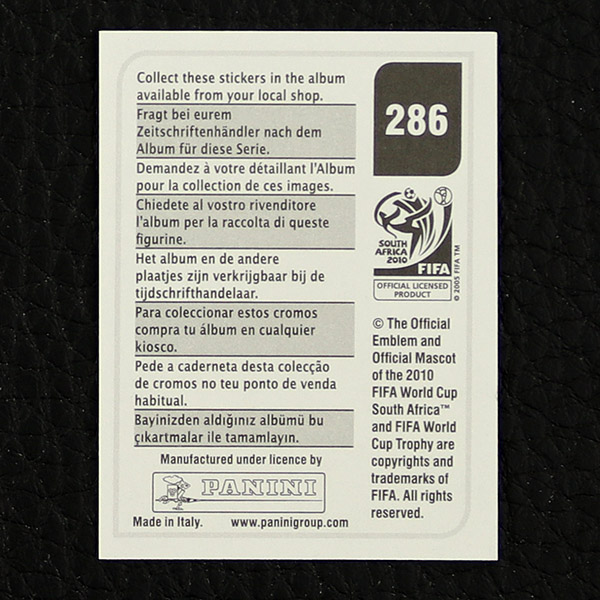 Collect these stickers in the album
available from your local shop.
Fragt bei eurem
Zeitschriftenhändler nach dem
Album für diese Serie.
Demandez à votre détaillant l'Album
pour la collection de ces images.
Chiedete al vostro rivenditore
l'album per la raccolta di queste
figurine.
Het album en de andere
plaatjes zijn verkrijgbaar bij de
tijdschrifthandelaar.
Para coleccionar estos cromos
compra tu álbum en cualquier
kiosco.
Pede a caderneta desta colecção
de cromos no teu ponto de venda
habitual.
Bayinizden aldığınız albümü bu
çıkartmalar ile tamamlayın.
Manufactured under licence by
PANINI
Made in Italy. www.paninigroup.com
286
SOUTH
AFRICA
2010
FIFA
OFFICIAL LICENSED
PRODUCT
© 2005 FIFA TM
© The Official
Emblem and
Official Mascot
of the 2010
FIFA World Cup
South Africa™
and FIFA World
Cup Trophy are
copyrights and
trademarks of
FIFA. All rights
reserved.